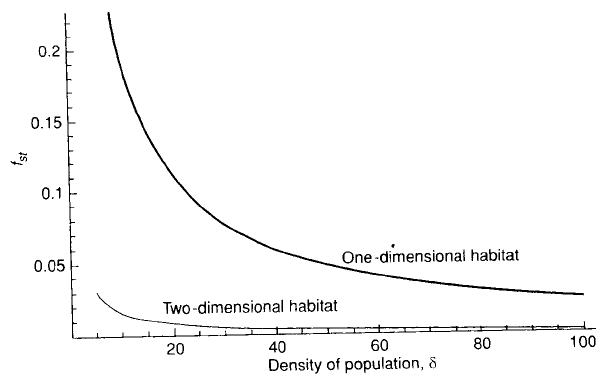 0.2
0.15
f_st
0.1
0.05
One-dimensional habitat
Two-dimensional habitat
20 40 60 80 100
Density of population, δ